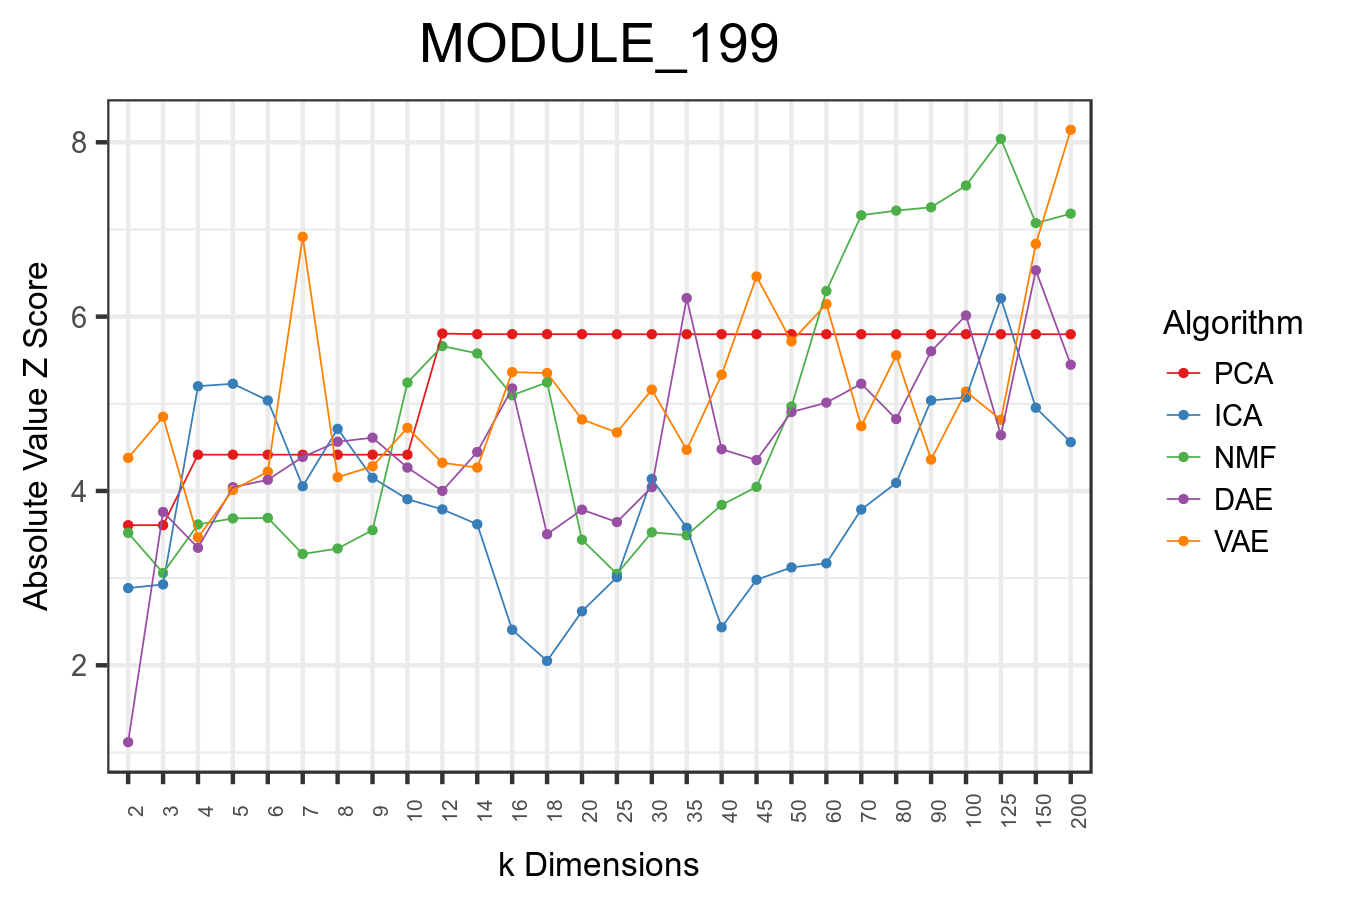 MODULE_199
Absolute Value Z Score
8
6
4
2
2 3 4 5 6 7 8 9 10 12 14 16 18 20 25 30 35 40 45 50 60 70 80 90 100 125 150 200
k Dimensions
Algorithm
PCA
ICA
NMF
DAE
VAE